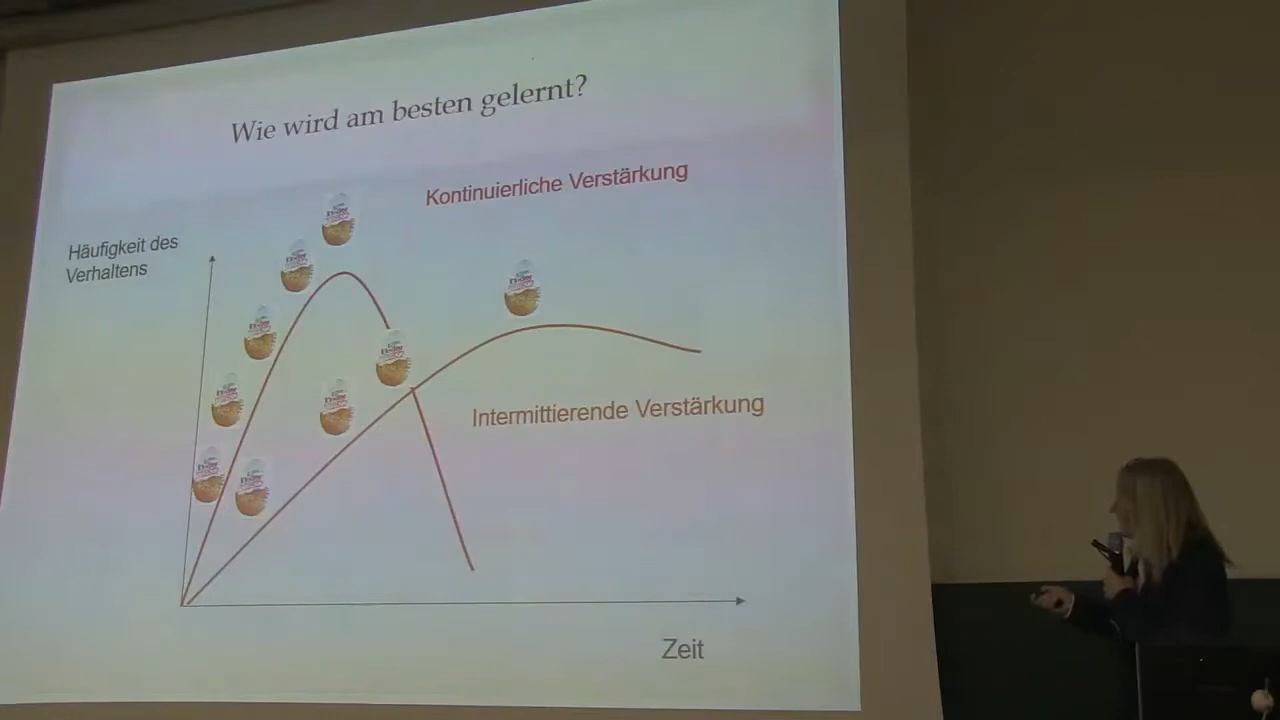 Wie wird am besten gelernt?
Kontinuierliche Verstärkung
Häufigkeit des
Verhaltens
Intermittierende Verstärkung
Zeit